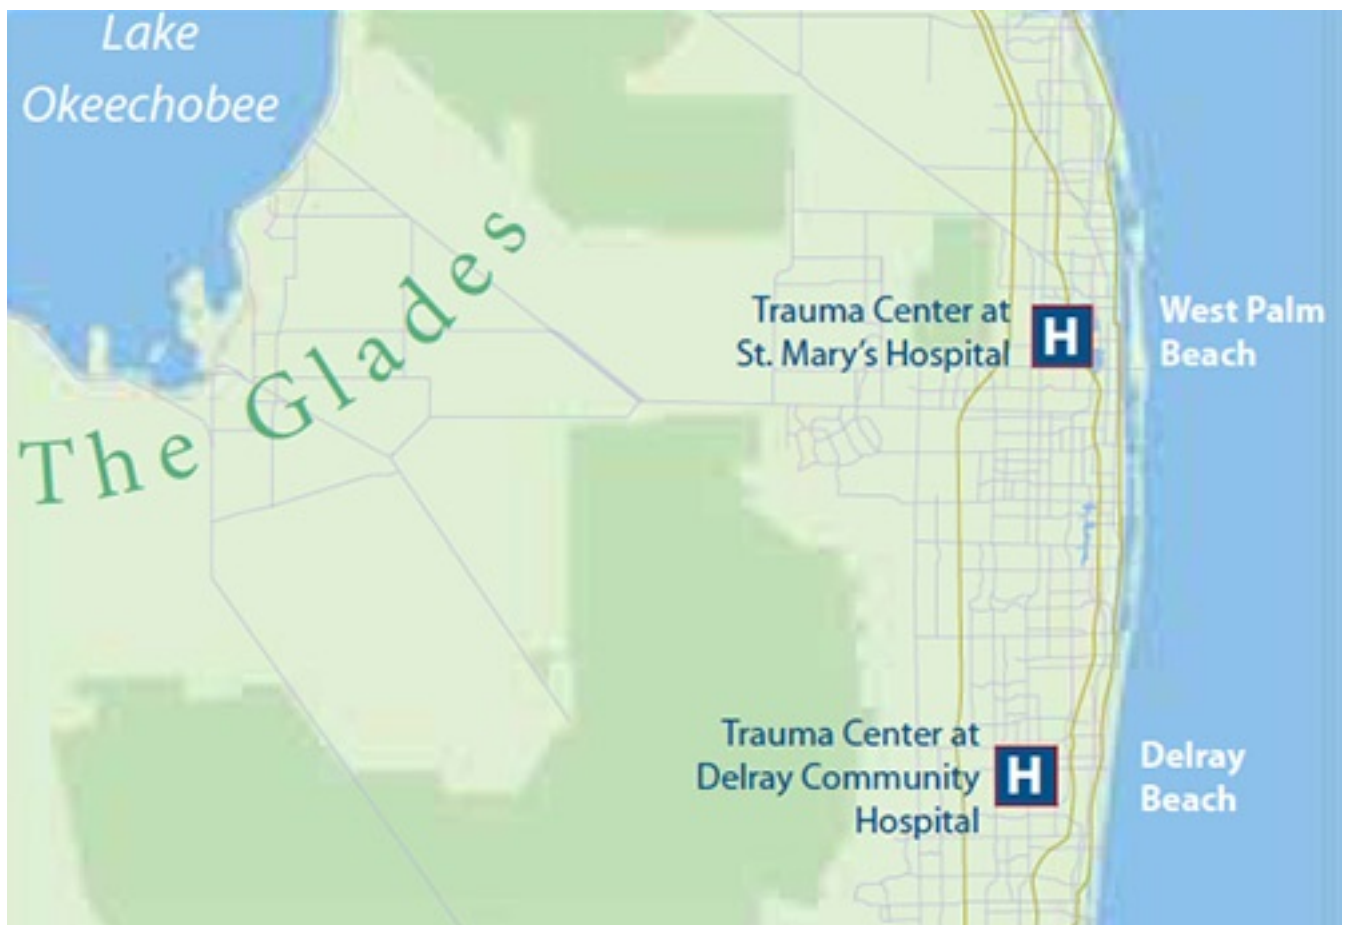 Lake
Okeechobee
The Glades
Trauma Center at
St. Mary's Hospital
H
West Palm
Beach
Trauma Center at
Delray Community
Hospital
H
Delray
Beach